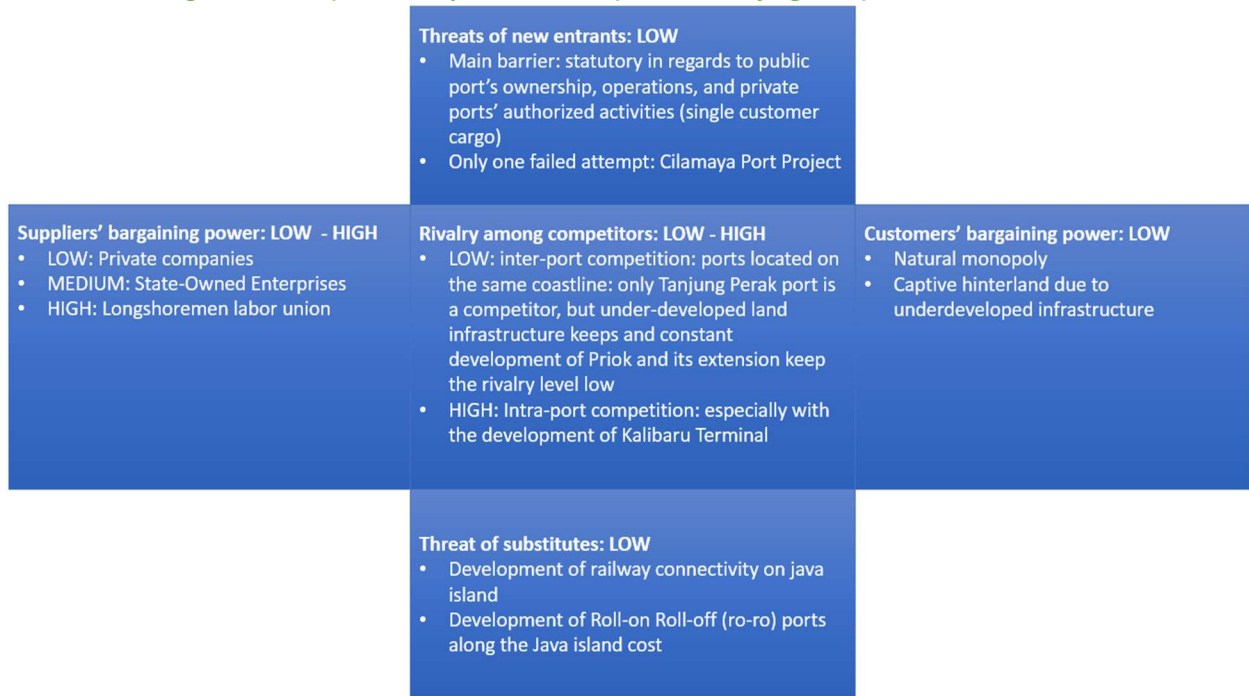 Threats of new entrants: LOW
• Main barrier: statutory in regards to public
port's ownership, operations, and private
ports' authorized activities (single customer
cargo)
• Only one failed attempt: Cilamaya Port Project
Suppliers' bargaining power: LOW - HIGH
• LOW: Private companies
• MEDIUM: State-Owned Enterprises
• HIGH: Longshoremen labor union
Rivalry among competitors: LOW - HIGH
• LOW: inter-port competition: ports located on
the same coastline: only Tanjung Perak port is
a competitor, but under-developed land
infrastructure keeps and constant
development of Priok and its extension keep
the rivalry level low
• HIGH: Intra-port competition: especially with
the development of Kalibaru Terminal
Customers' bargaining power: LOW
• Natural monopoly
• Captive hinterland due to
underdeveloped infrastructure
Threat of substitutes: LOW
• Development of railway connectivity on java
island
• Development of Roll-on Roll-off (ro-ro) ports
along the Java island cost